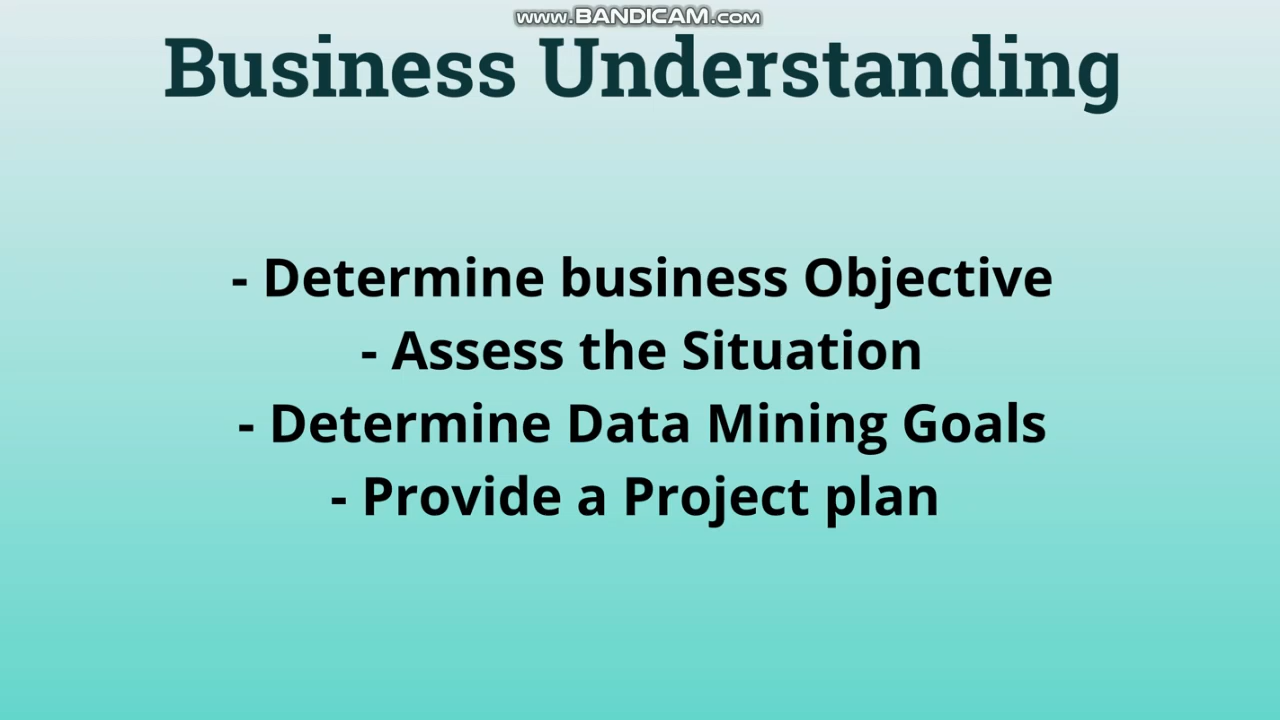 www.BANDICAM.com
Business Understanding
- Determine business Objective
- Assess the Situation
- Determine Data Mining Goals
- Provide a Project plan